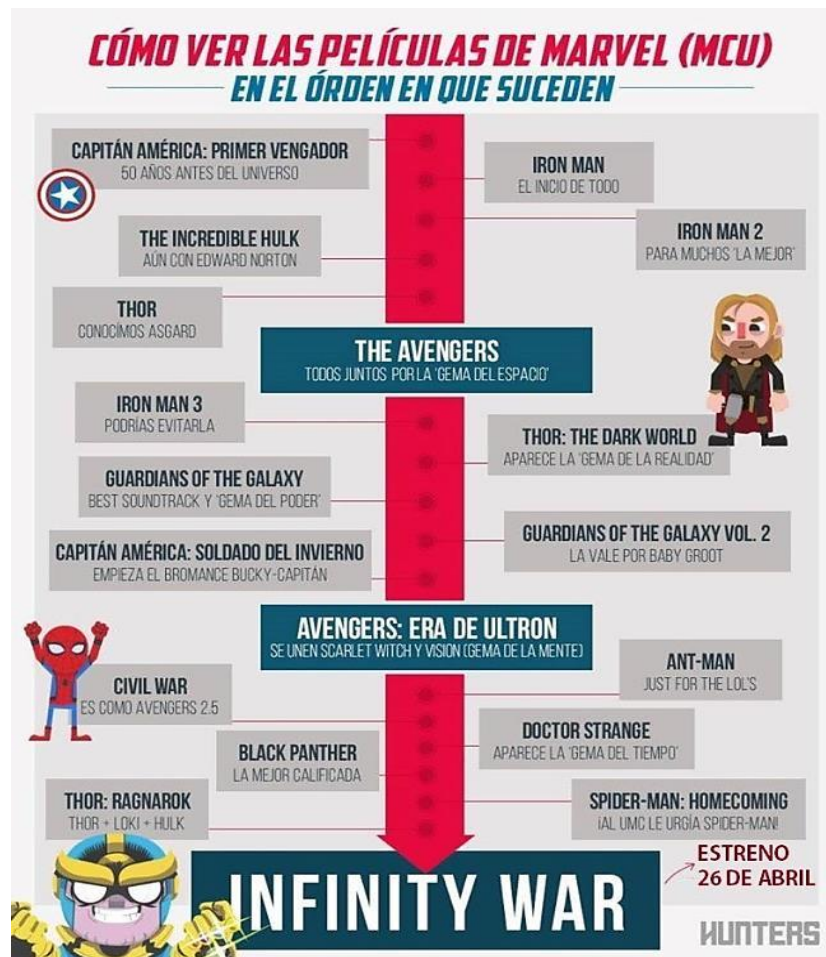 CÓMO VER LAS PELÍCULAS DE MARVEL (MCU)
EN EL ÓRDEN EN QUE SUCEDEN
CAPITÁN AMÉRICA: PRIMER VENGADOR
50 AÑOS ANTES DEL UNIVERSO
IRON MAN
EL INICIO DE TODO
IRON MAN 2
PARA MUCHOS 'LA MEJOR'
THE INCREDIBLE HULK
AÚN CON EDWARD NORTON
THOR
CONOCÍMOS ASGARD
THE AVENGERS
TODOS JUNTOS POR LA 'GEMA DEL ESPACIO'
IRON MAN 3
PODRÍAS EVITARLA
THOR: THE DARK WORLD
APARECE LA 'GEMA DE LA REALIDAD'
GUARDIANS OF THE GALAXY
BEST SOUNDTRACK Y 'GEMA DEL PODER'
GUARDIANS OF THE GALAXY VOL. 2
LA VALE POR BABY GROOT
CAPITÁN AMÉRICA: SOLDADO DEL INVIERNO
EMPIEZA EL BROMANCE BUCKY-CAPITÁN
AVENGERS: ERA DE ULTRON
SE UNEN SCARLET WITCH Y VISION (GEMA DE LA MENTE)
ANT-MAN
JUST FOR THE LOL'S
CIVIL WAR
ES COMO AVENGERS 2.5
DOCTOR STRANGE
APARECE LA 'GEMA DEL TIEMPO'
BLACK PANTHER
LA MEJOR CALIFICADA
SPIDER-MAN: HOMECOMING
¡AL UMC LE URGÍA SPIDER-MAN!
THOR: RAGNAROK
THOR + LOKI + HULK
INFINITY WAR
ESTRENO
26 DE ABRIL
HUNTERS